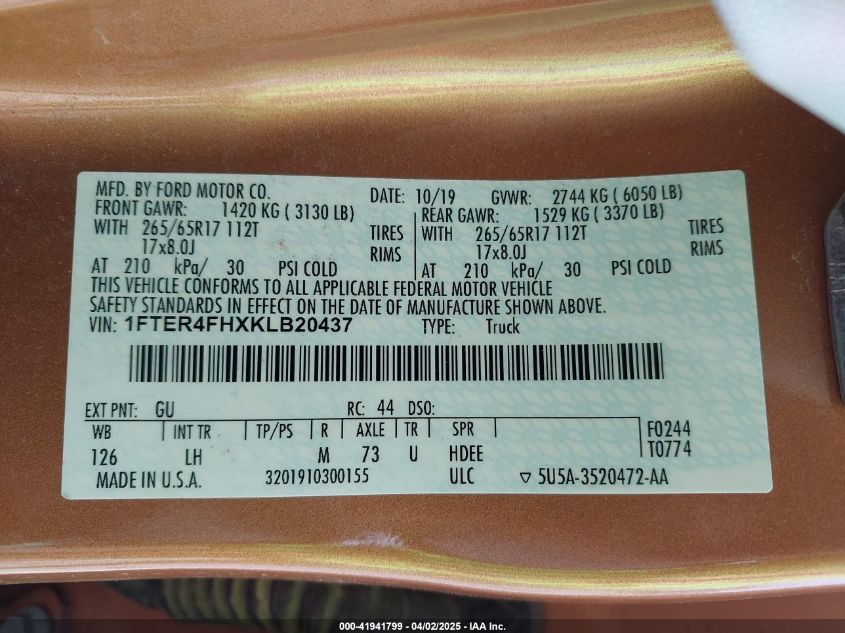 MFD. BY FORD MOTOR CO. DATE: 10/19 GVWR: 2744 KG ( 6050 LB)
FRONT GAWR: 1420 KG ( 3130 LB) REAR GAWR: 1529 KG ( 3370 LB)
WITH 265/65R17 112T TIRES WITH 265/65R17 112T TIRES
17x8.0J RIMS 17x8.0J RIMS
AT 210 kPa/ 30 PSI COLD AT 210 kPa/ 30 PSI COLD
THIS VEHICLE CONFORMS TO ALL APPLICABLE FEDERAL MOTOR VEHICLE
SAFETY STANDARDS IN EFFECT ON THE DATE OF MANUFACTURE SHOWN ABOVE.
VIN: 1FTER4FHXKLB20437 TYPE: Truck
EXT PNT: GU RC: 44 DSO:
WB INT TR TP/PS R AXLE TR SPR F0244
126 LH M 73 U HDEE T0774
MADE IN U.S.A. 3201910300155 ULC ▽ 5U5A-3520472-AA
000-41941799 - 04/02/2025 - IAA Inc.